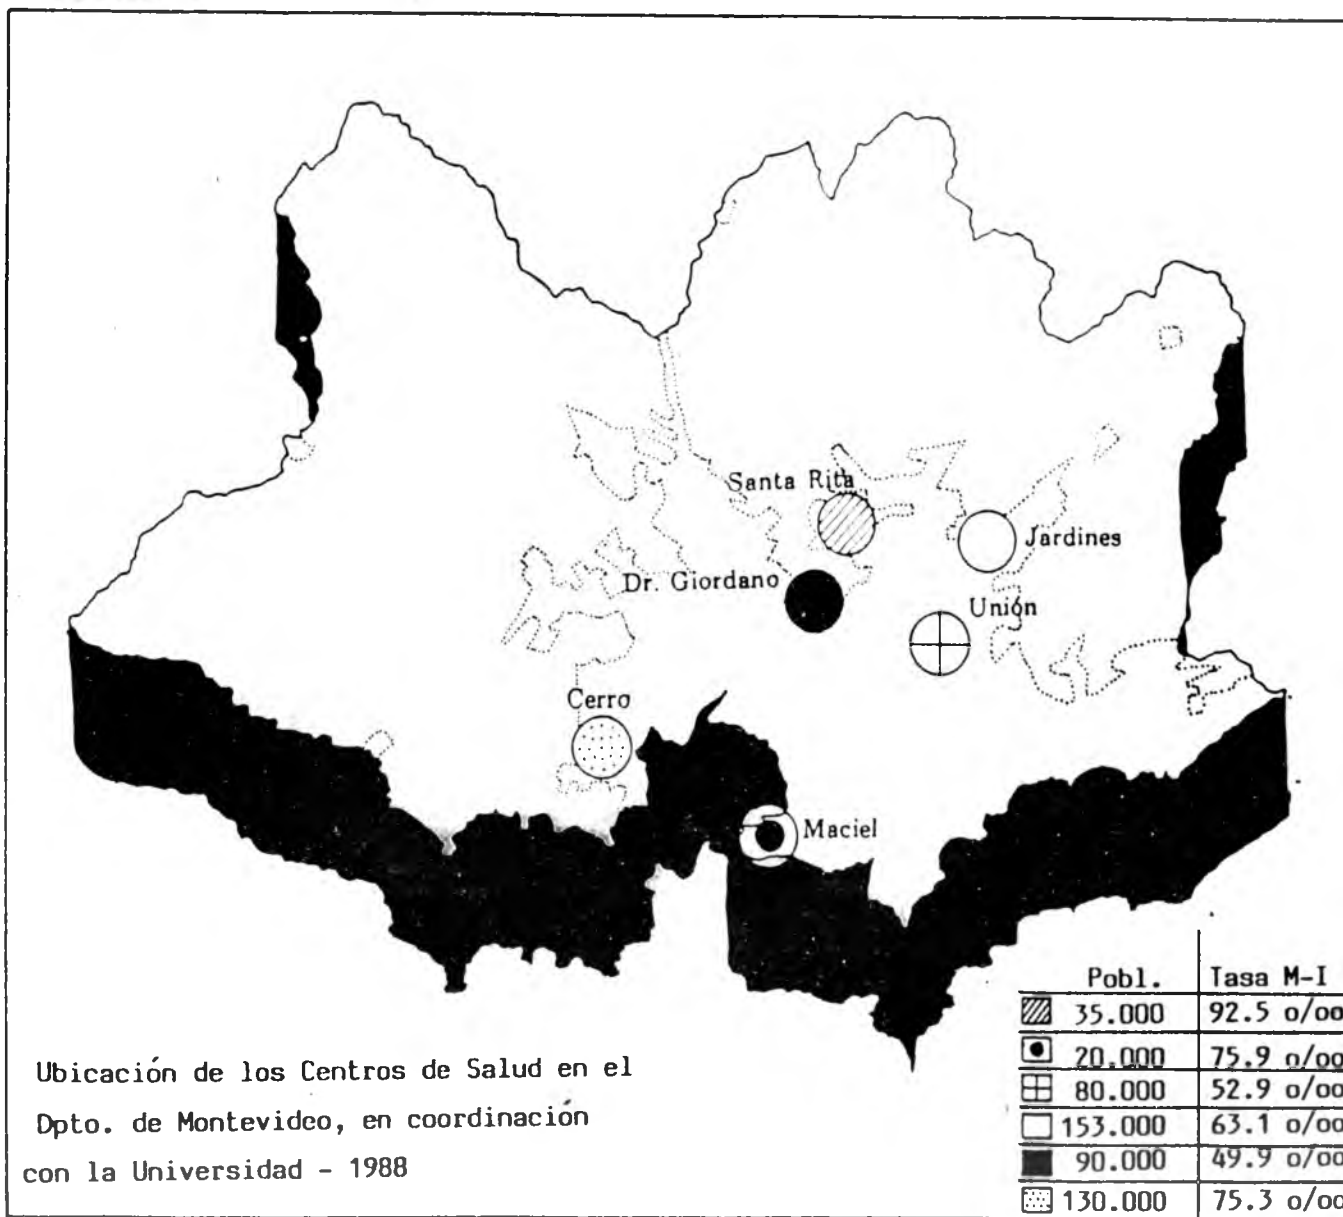 Santa Rita
Jardines
Dr. Giordano
Unión
Cerro
Maciel
Pobl. Tasa M-I
35.000 92.5 o/oo
20.000 75.9 o/oo
80.000 52.9 o/oo
153.000 63.1 o/oo
90.000 49.9 o/oo
130.000 75.3 o/oo
Ubicación de los Centros de Salud en el
Dpto. de Montevideo, en coordinación
con la Universidad - 1988